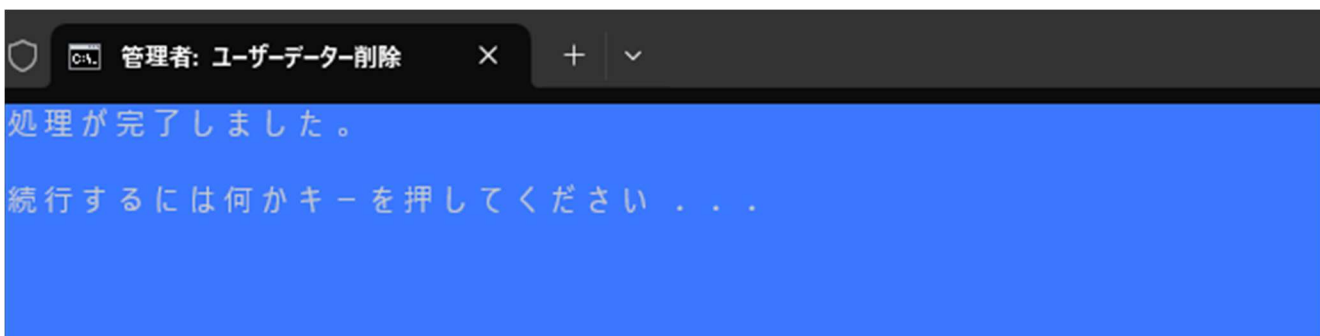 管理者: ユーザーデーター削除
処理が完了しました。
続行するには何かキーを押してください . . .